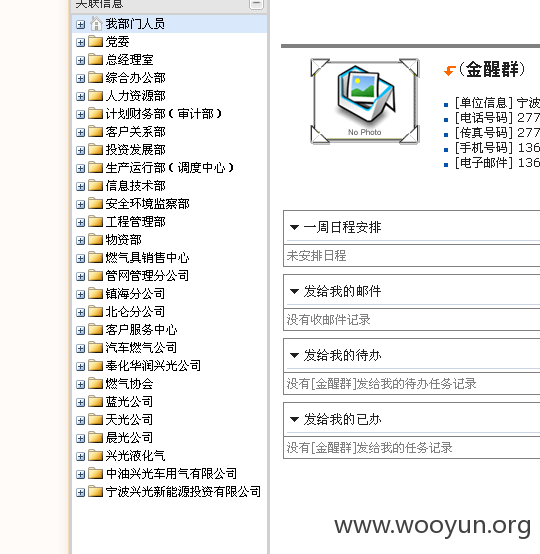 关联信息
我部门人员
党委
总经理室
综合办公部
人力资源部
计划财务部（审计部）
客户关系部
投资发展部
生产运行部（调度中心）
信息技术部
安全环境监察部
工程管理部
物资部
燃气具销售中心
管网管理分公司
镇海分公司
北仑分公司
客户服务中心
汽车燃气公司
奉化华润兴光公司
燃气协会
蓝光公司
天光公司
晨光公司
兴光液化气
中油兴光车用气有限公司
宁波兴光新能源投资有限公司
No Photo
（金醒群）
[单位信息] 宁波
[电话号码] 277
[传真号码] 277
[手机号码] 136
[电子邮件] 136
一周日程安排
未安排日程
发给我的邮件
没有收邮件记录
发给我的待办
没有[金醒群]发给我的待办任务记录
发给我的已办
没有[金醒群]发给我的任务记录
www.wooyun.org